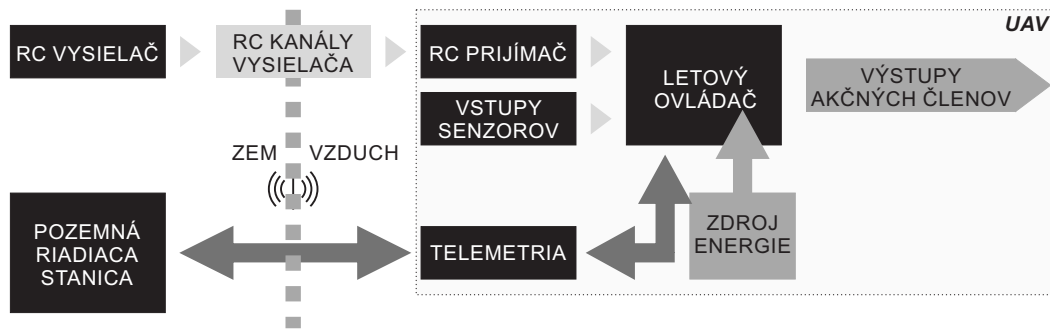 UAV
RC VYSIELAČ
RC KANÁLY
VYSIELAČA
RC PRIJÍMAČ
LETOVÝ
OVLÁDAČ
VÝSTUPY
AKČNÝCH ČLENOV
VSTUPY
SENZOROV
ZEM
VZDUCH
POZEMNÁ
RIADIACA
STANICA
TELEMETRIA
ZDROJ
ENERGIE